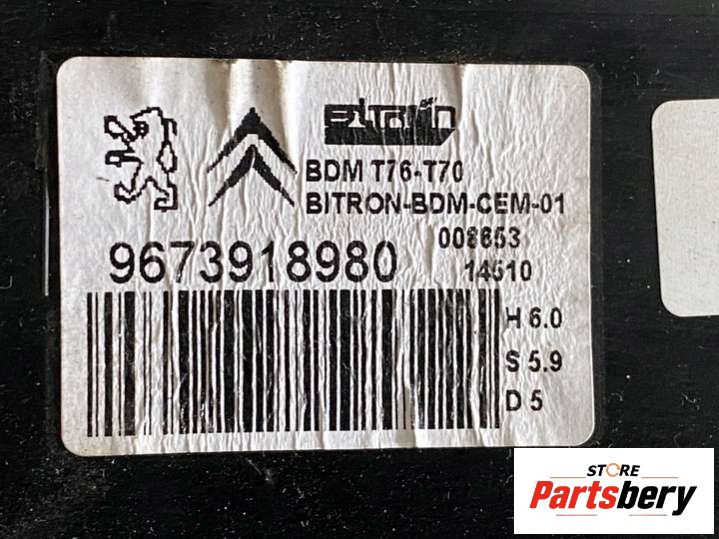 BITRON
BDM T76-T70
BITRON-BDM-CEM-01
9673918980
008653
14510
H 6.0
S 5.9
D 5
STORE
Partsbery